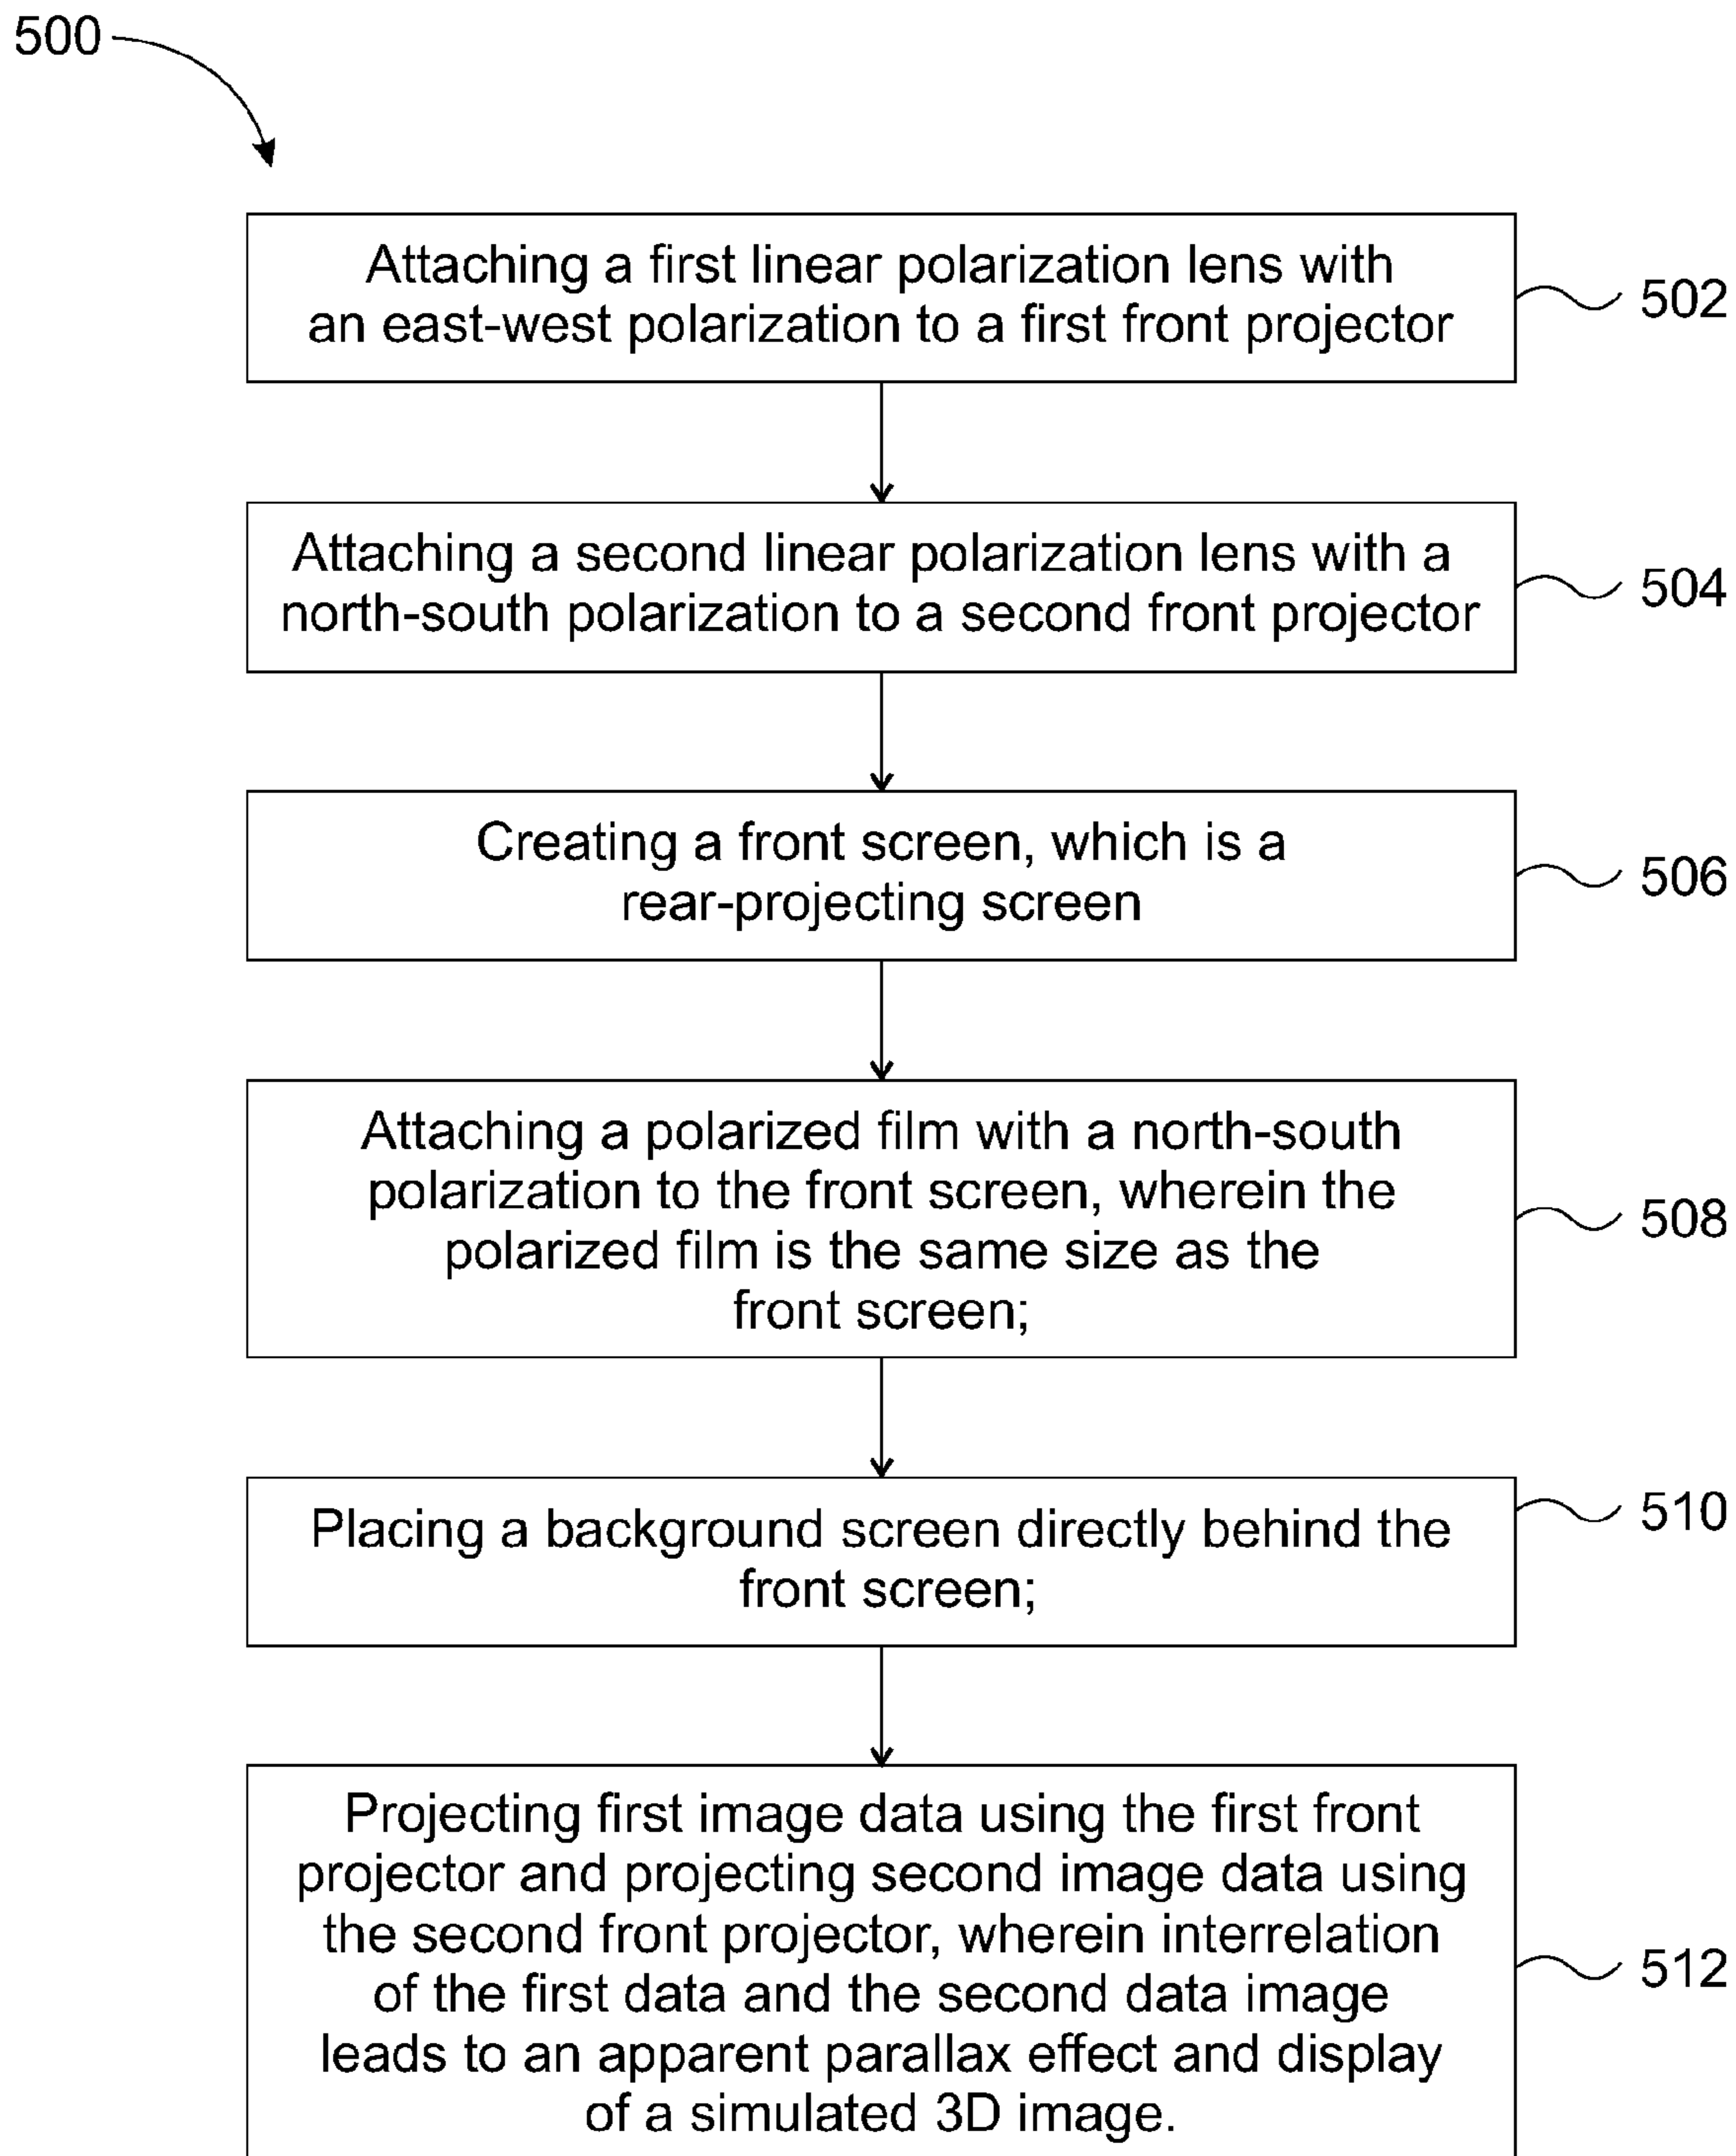 500
Attaching a first linear polarization lens with
an east-west polarization to a first front projector
502
Attaching a second linear polarization lens with a
north-south polarization to a second front projector
504
Creating a front screen, which is a
rear-projecting screen
506
Attaching a polarized film with a north-south
polarization to the front screen, wherein the
polarized film is the same size as the
front screen;
508
Placing a background screen directly behind the
front screen;
510
Projecting first image data using the first front
projector and projecting second image data using
the second front projector, wherein interrelation
of the first data and the second data image
leads to an apparent parallax effect and display
of a simulated 3D image.
512